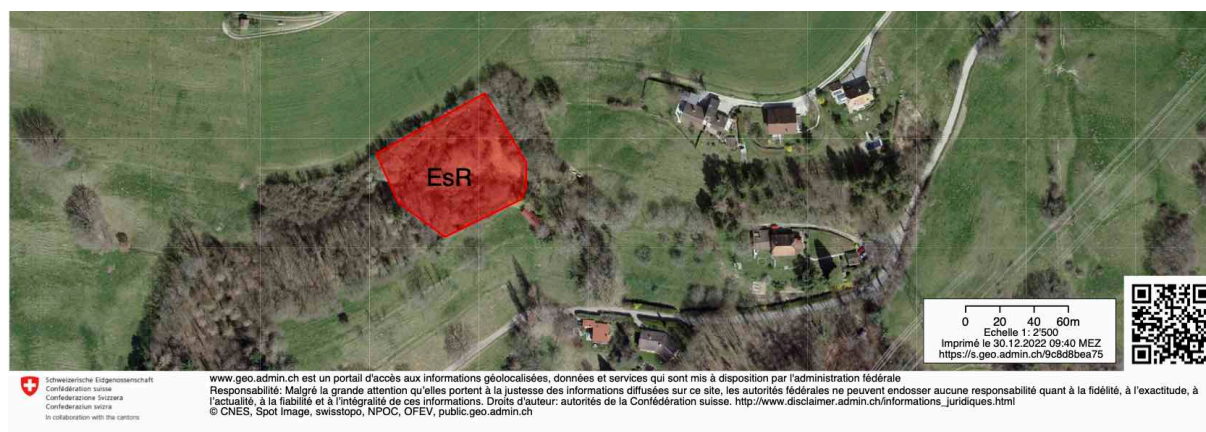 EsR
0 20 40 60m
Echelle 1: 2'500
Imprimé le 30.12.2022 09:40 MEZ
https://s.geo.admin.ch/9c8d8bea75
Schweizerische Eidgenossenschaft
Confédération suisse
Confederazione Svizzera
Confederaziun svizra
In collaboration with the cantons
www.geo.admin.ch est un portail d'accès aux informations géolocalisées, données et services qui sont mis à disposition par l'administration fédérale
Responsabilité: Malgré la grande attention qu'elles portent à la justesse des informations diffusées sur ce site, les autorités fédérales ne peuvent endosser aucune responsabilité quant à la fidélité, à l'exactitude, à
l'actualité, à la fiabilité et à l'intégralité de ces informations. Droits d'auteur: autorités de la Confédération suisse. http://www.disclaimer.admin.ch/informations_juridiques.html
© CNES, Spot Image, swisstopo, NPOC, OFEV, public.geo.admin.ch